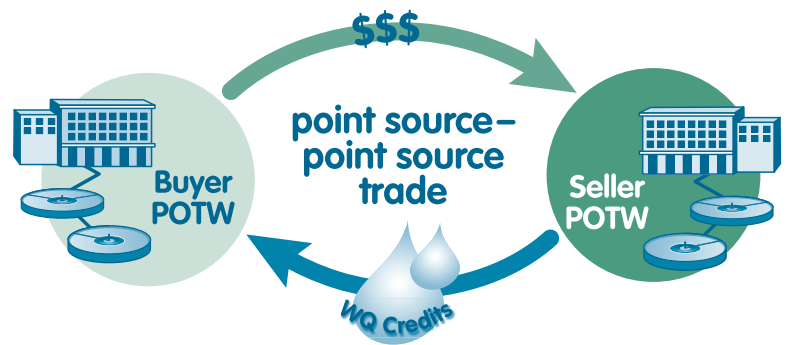 $$$
point source–
point source
trade
Buyer
POTW
Seller
POTW
WQ Credits